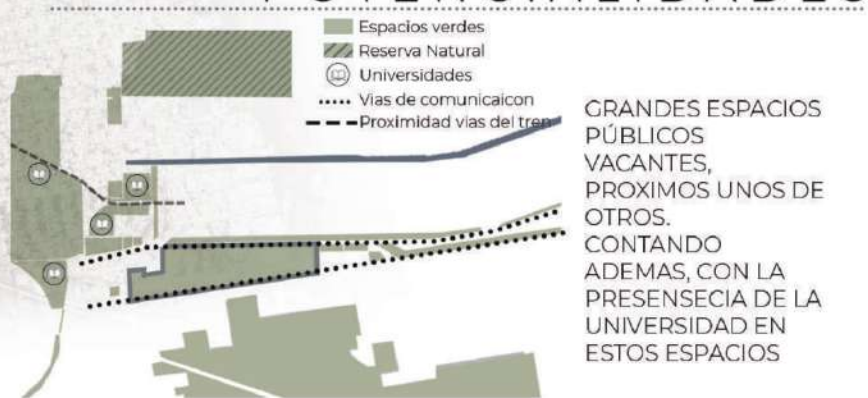 POTENCIALIDADES
Espacios verdes
Reserva Natural
Universidades
Vias de comunicaicon
Proximidad vias del tren
GRANDES ESPACIOS
PÚBLICOS
VACANTES,
PROXIMOS UNOS DE
OTROS.
CONTANDO
ADEMAS, CON LA
PRESENSECIA DE LA
UNIVERSIDAD EN
ESTOS ESPACIOS